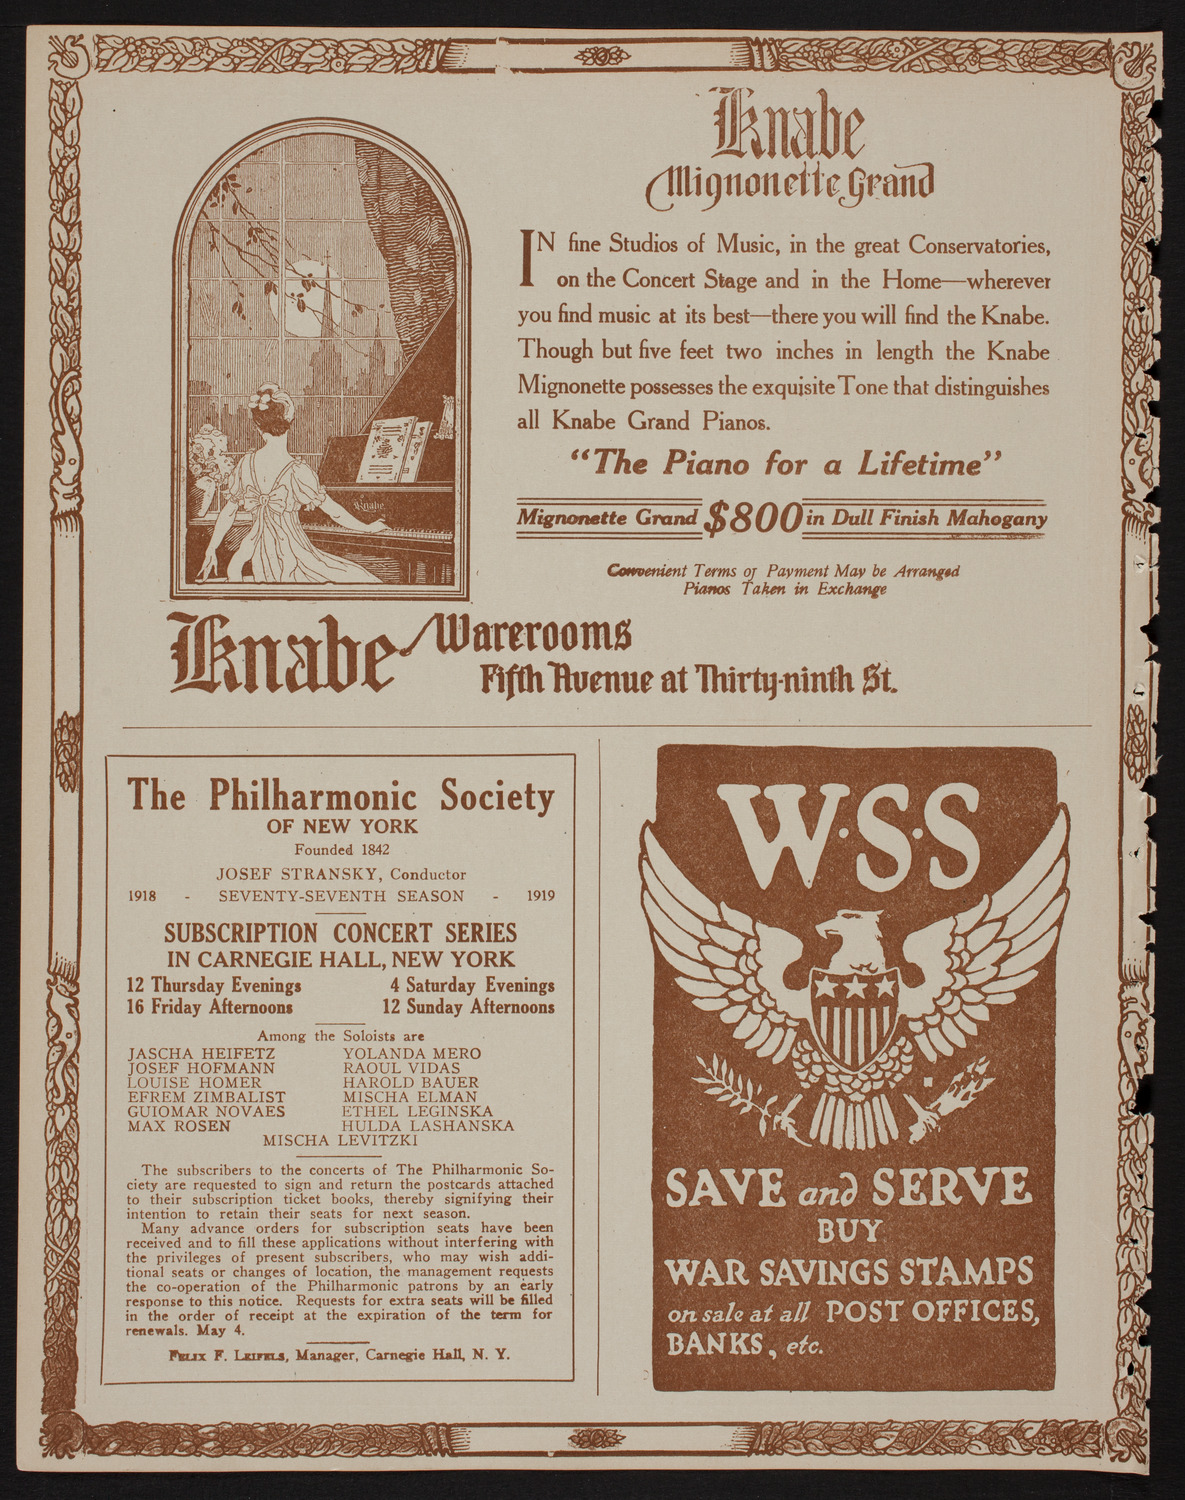 Knabe
Mignonette Grand
IN fine Studios of Music, in the great Conservatories,
on the Concert Stage and in the Home—wherever
you find music at its best—there you will find the Knabe.
Though but five feet two inches in length the Knabe
Mignonette possesses the exquisite Tone that distinguishes
all Knabe Grand Pianos.
"The Piano for a Lifetime"
Mignonette Grand $800 in Dull Finish Mahogany
Convenient Terms of Payment May be Arranged
Pianos Taken in Exchange
Knabe
Knabe Warerooms
Fifth Avenue at Thirty-ninth St.
The Philharmonic Society
OF NEW YORK
Founded 1842
JOSEF STRANSKY, Conductor
1918 - SEVENTY-SEVENTH SEASON - 1919
SUBSCRIPTION CONCERT SERIES
IN CARNEGIE HALL, NEW YORK
12 Thursday Evenings 4 Saturday Evenings
16 Friday Afternoons 12 Sunday Afternoons
Among the Soloists are
JASCHA HEIFETZ YOLANDA MERO
JOSEF HOFMANN RAOUL VIDAS
LOUISE HOMER HAROLD BAUER
EFREM ZIMBALIST MISCHA ELMAN
GUIOMAR NOVAES ETHEL LEGINSKA
MAX ROSEN HULDA LASHANSKA
MISCHA LEVITZKI
The subscribers to the concerts of The Philharmonic So-
ciety are requested to sign and return the postcards attached
to their subscription ticket books, thereby signifying their
intention to retain their seats for next season.
Many advance orders for subscription seats have been
received and to fill these applications without interfering with
the privileges of present subscribers, who may wish addi-
tional seats or changes of location, the management requests
the co-operation of the Philharmonic patrons by an early
response to this notice. Requests for extra seats will be filled
in the order of receipt at the expiration of the term for
renewals. May 4.
FELIX F. LEIFELS, Manager, Carnegie Hall, N. Y.
W·S·S
SAVE and SERVE
BUY
WAR SAVINGS STAMPS
on sale at all POST OFFICES,
BANKS, etc.